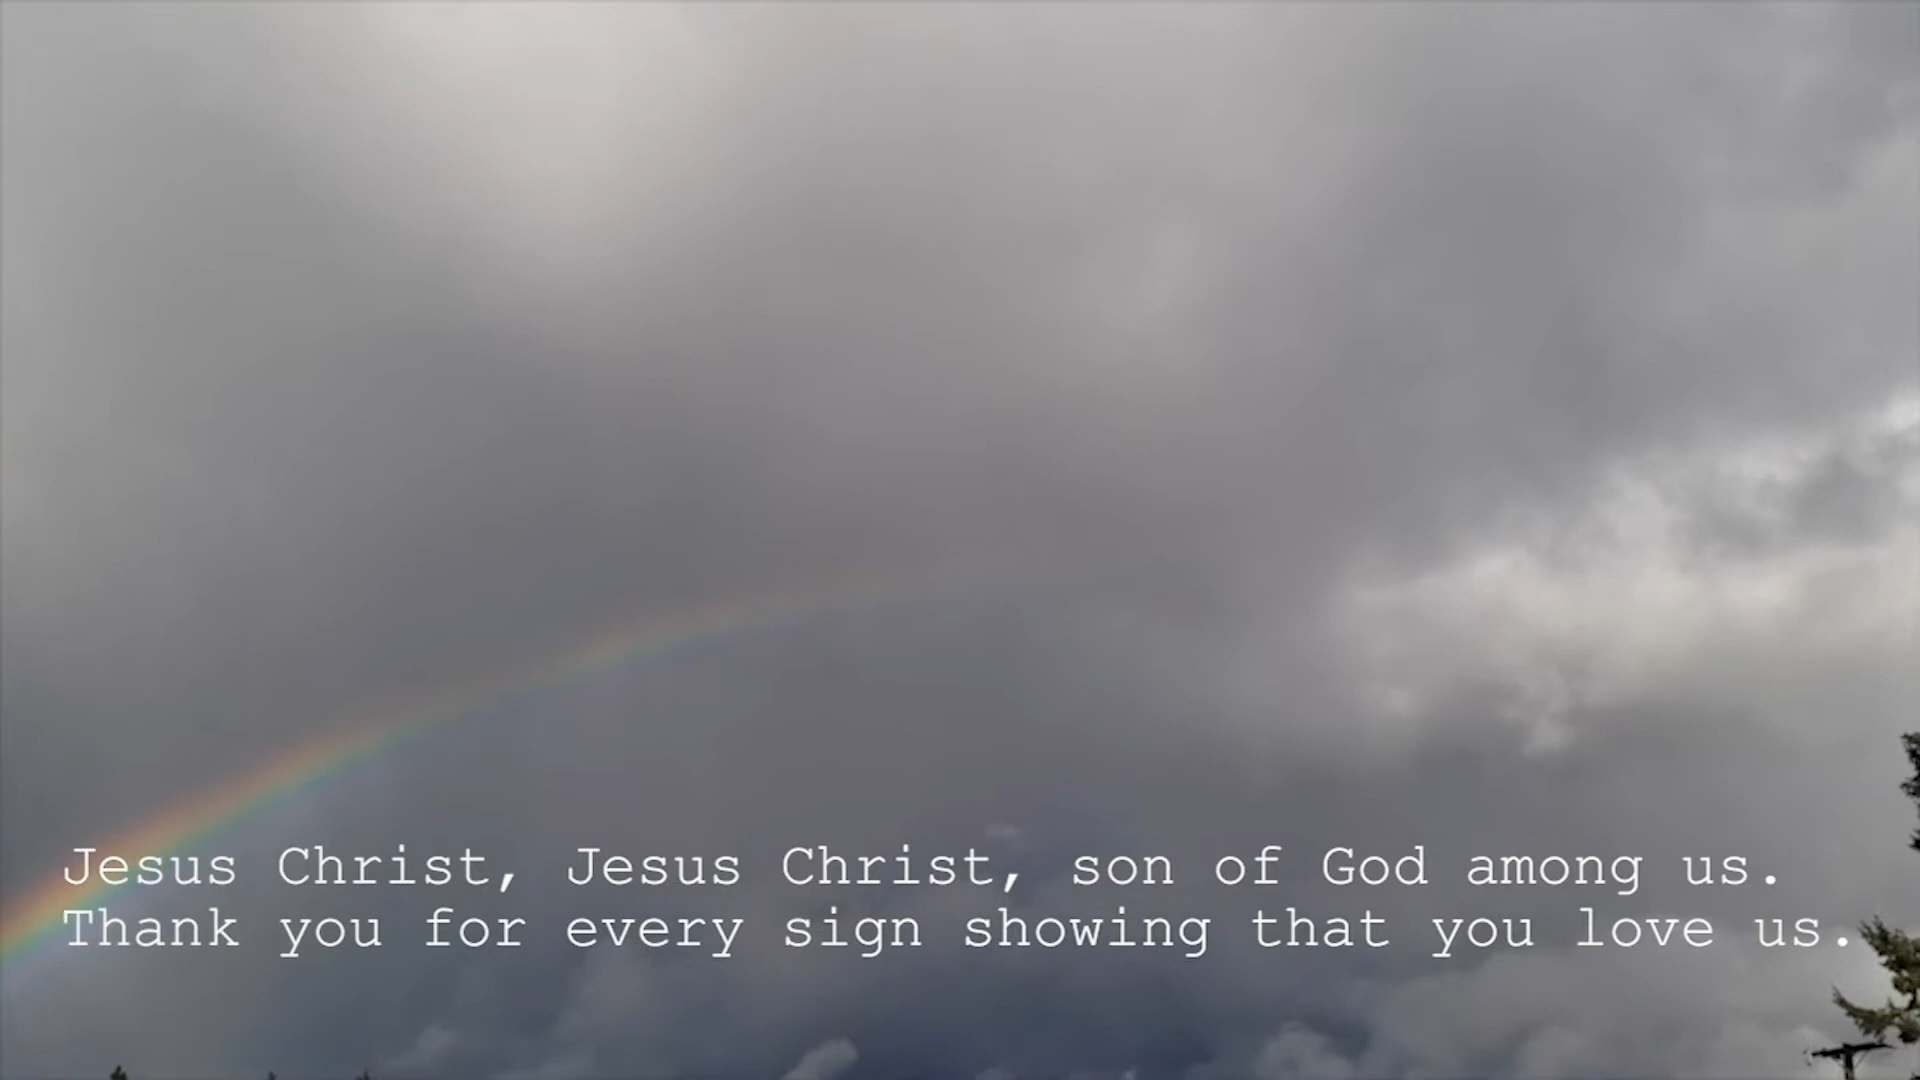 Jesus Christ, Jesus Christ, son of God among us.
Thank you for every sign showing that you love us.